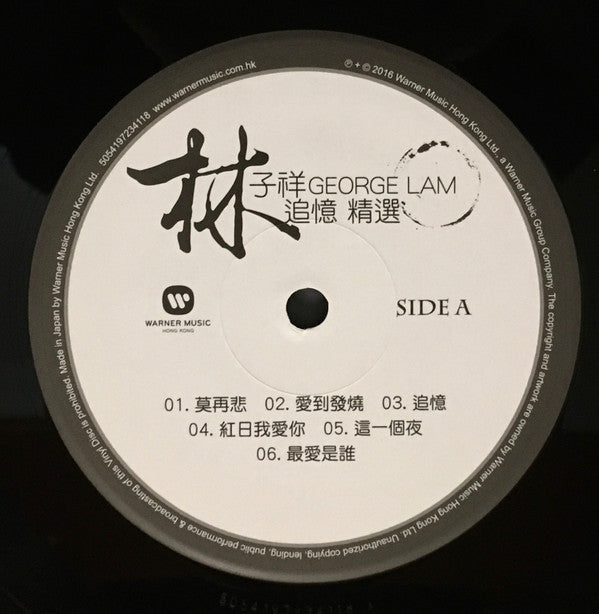 5054197234118 www.warnermusic.com.hk
℗ + © 2016 Warner Music Hong Kong Ltd., a Warner Music Group Company. The copyright and artwork are owned by Warner Music Hong Kong Ltd. Unauthorized copying, lending, public performance & broadcasting of this Vinyl Disc is prohibited. Made in Japan by Warner Music Hong Kong Ltd.
林子祥GEORGE LAM
追憶 精選
WARNER MUSIC
HONG KONG
SIDE A
01. 莫再悲 02. 愛到發燒 03. 追憶
04. 紅日我愛你 05. 這一個夜
06. 最愛是誰